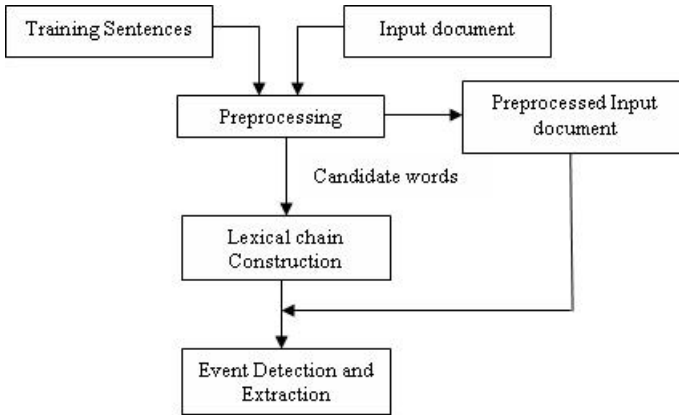 Training Sentences
Input document
Preprocessing
Preprocessed Input
document
Candidate words
Lexical chain
Construction
Event Detection and
Extraction